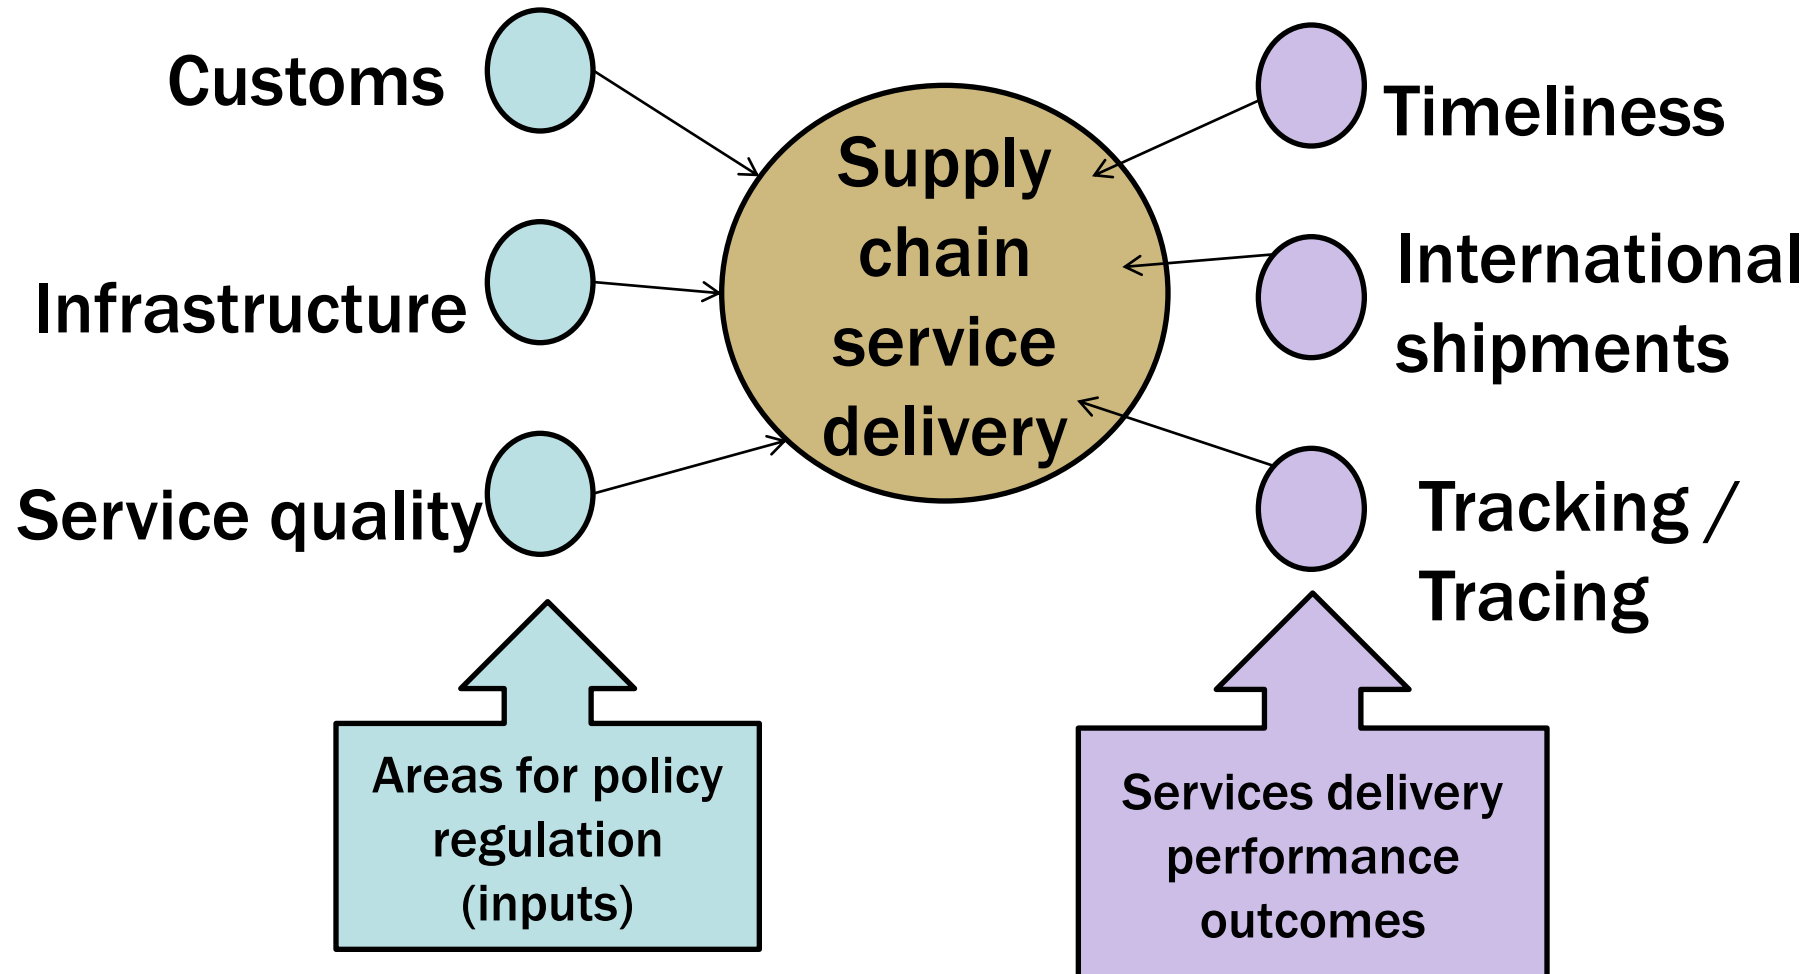 Customs
Infrastructure
Service quality
Supply
chain
service
delivery
Timeliness
International
shipments
Tracking /
Tracing
Areas for policy
regulation
(inputs)
Services delivery
performance
outcomes